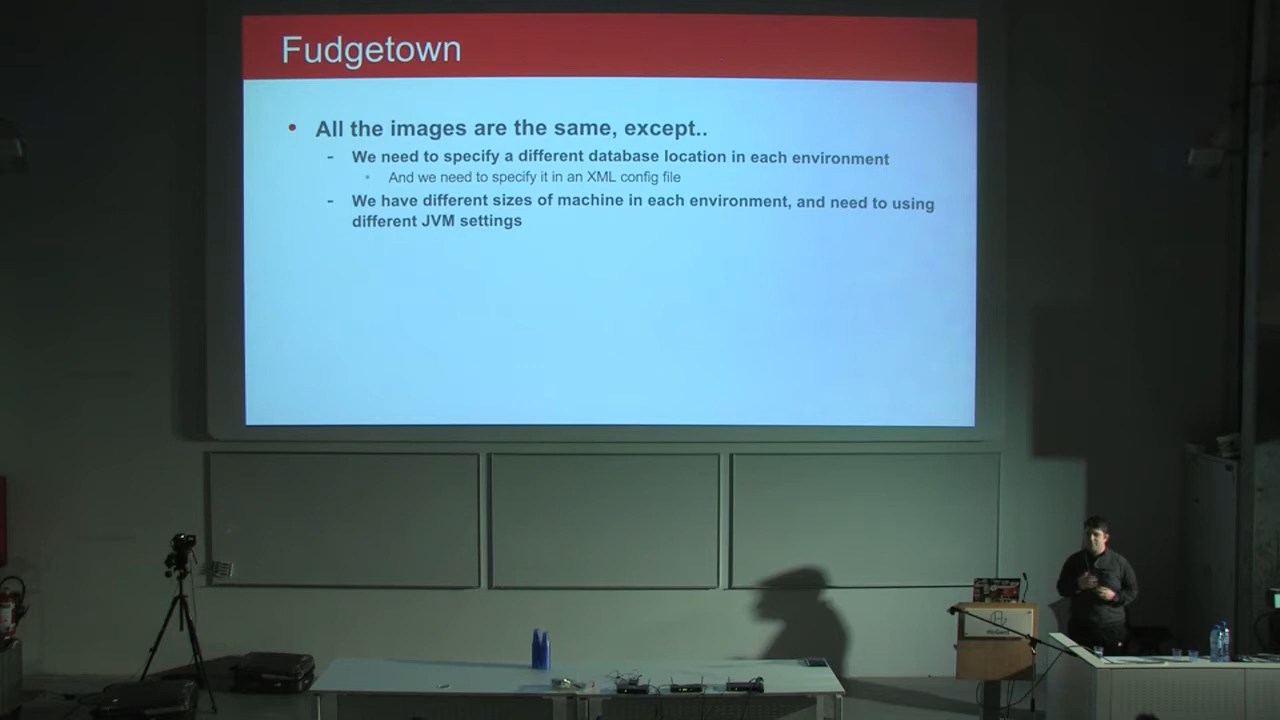 Fudgetown
• All the images are the same, except..
- We need to specify a different database location in each environment
• And we need to specify it in an XML config file
- We have different sizes of machine in each environment, and need to using
different JVM settings